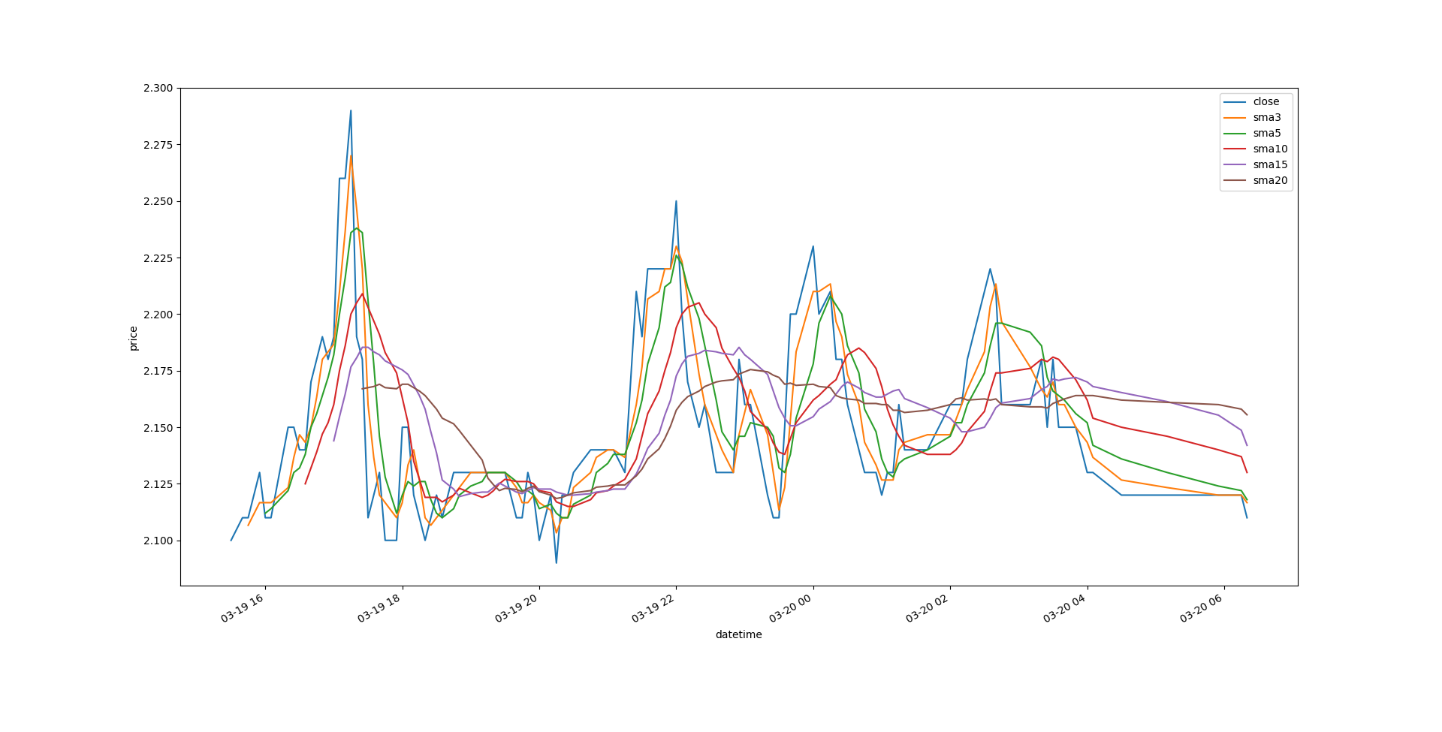 2.300
2.275
2.250
2.225
2.200
2.175
2.150
2.125
2.100
price
close
sma3
sma5
sma10
sma15
sma20
03-19 16
03-19 18
03-19 20
03-19 22
03-20 00
03-20 02
03-20 04
03-20 06
datetime